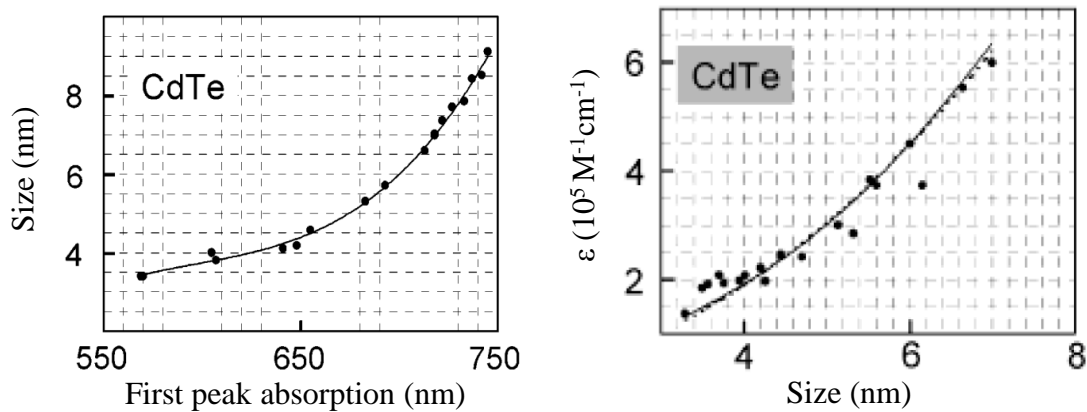 CdTe
Size (nm)
8
6
4
550
650
750
First peak absorption (nm)
CdTe
ε (10⁵ M⁻¹cm⁻¹)
6
4
2
4
6
8
Size (nm)